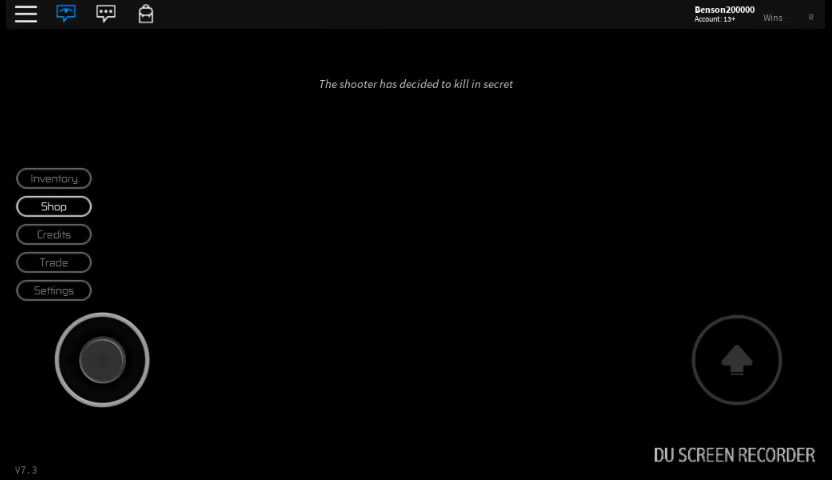 Benson200000
Account: 13+
Wins
R
The shooter has decided to kill in secret
Inventory
Shop
Credits
Trade
Settings
V7.3
DU SCREEN RECORDER